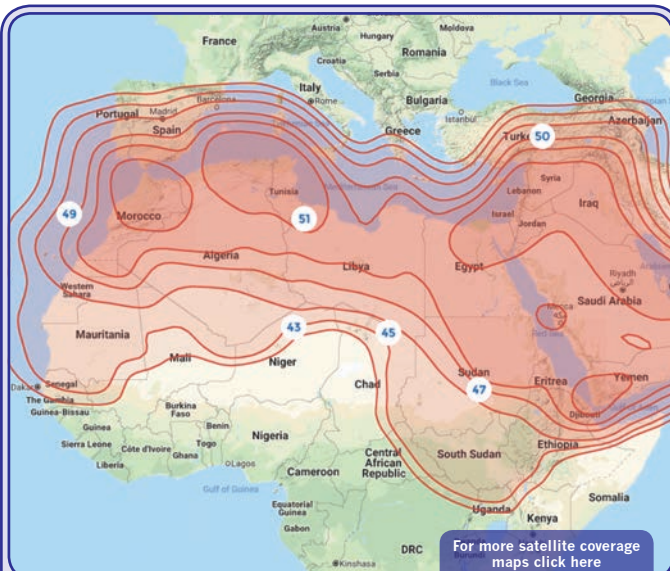 Austria
Moldova
France
Hungary
Romania
Croatia
Serbia
Italy
Black Sea
Georgia
Barcelona
Rome
Bulgaria
Azerbaijan
Portugal
Madrid
Istanbul
50
Spain
Greece
Syria
Tunisia
Mediterranean Sea
Lebanon
49
Morocco
51
Israel
Iraq
Jordan
Algeria
Libya
Egypt
Riyadh
الرياض
Western
Sahara
Saudi Arabia
Mecca
Red Sea
Mauritania
43
45
Mali
Niger
Sudan
47
Eritrea
Yemen
Dakar
Senegal
Chad
The Gambia
Guinea-Bissau
Burkina
Faso
Djibouti
Guinea
Benin
Nigeria
Ethiopia
Sierra Leone
Côte d'Ivoire
Togo
Ghana
South Sudan
Central
African
Republic
Liberia
Lagos
Cameroon
Somalia
Gulf of Guinea
Equatorial
Guinea
Uganda
Kenya
Gabon
DRC
Kinshasa
For more satellite coverage
maps click here